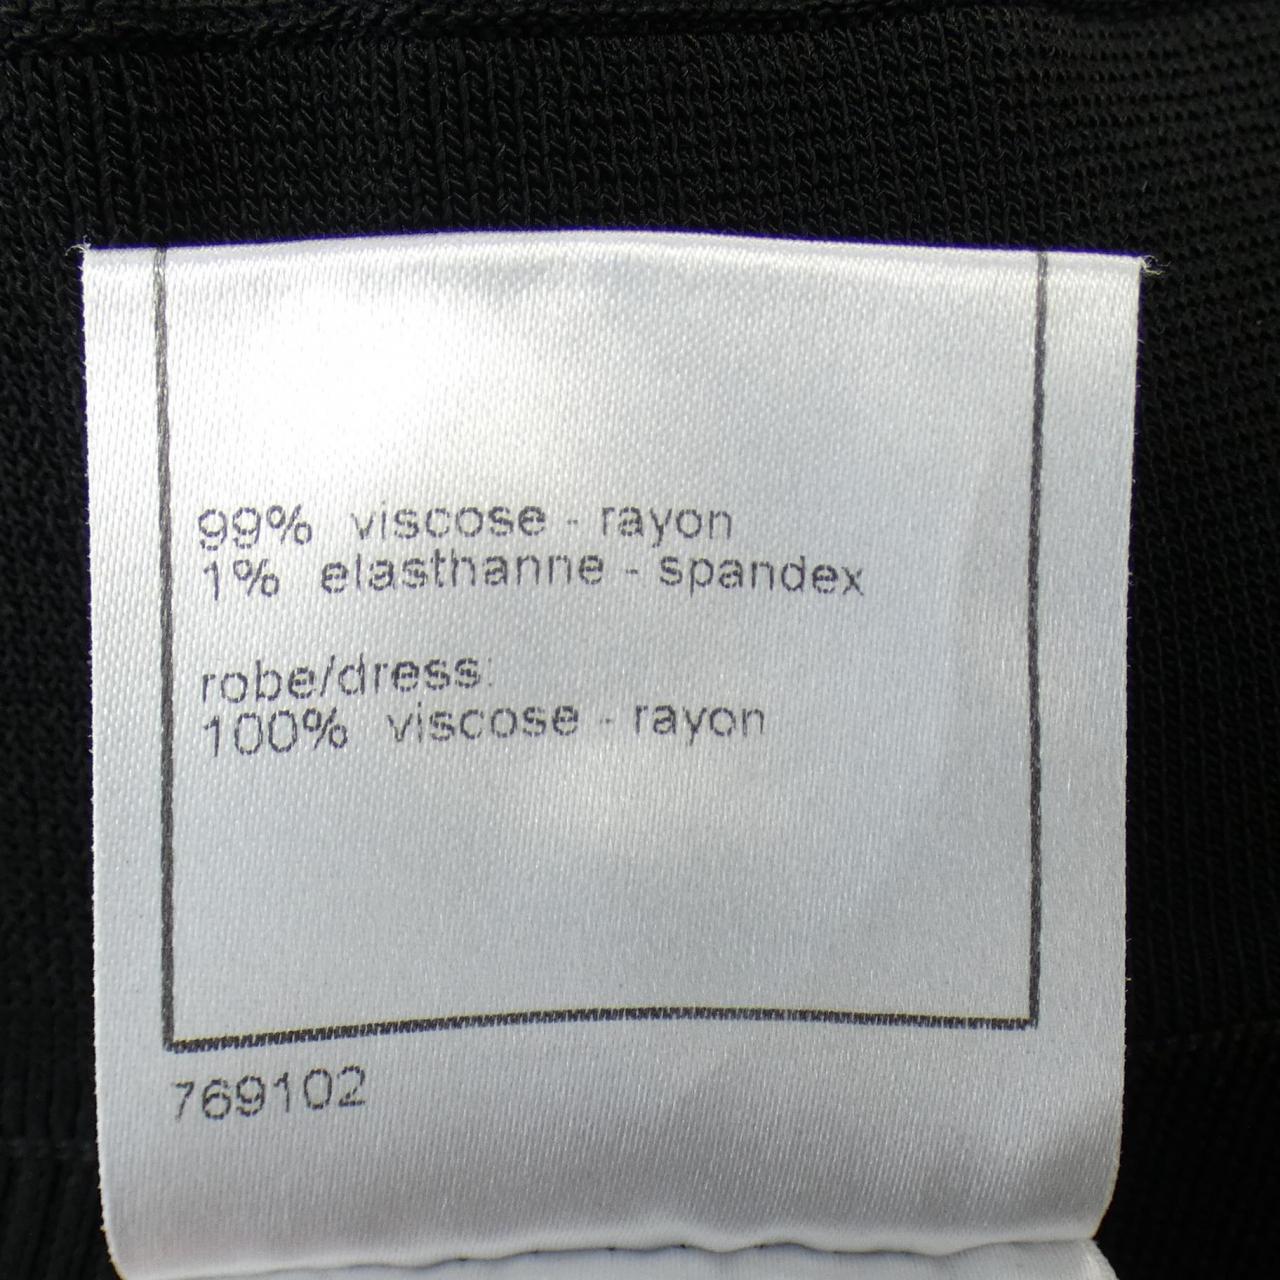 99% viscose - rayon
1% elasthanne - spandex
robe/dress:
100% viscose - rayon
769102